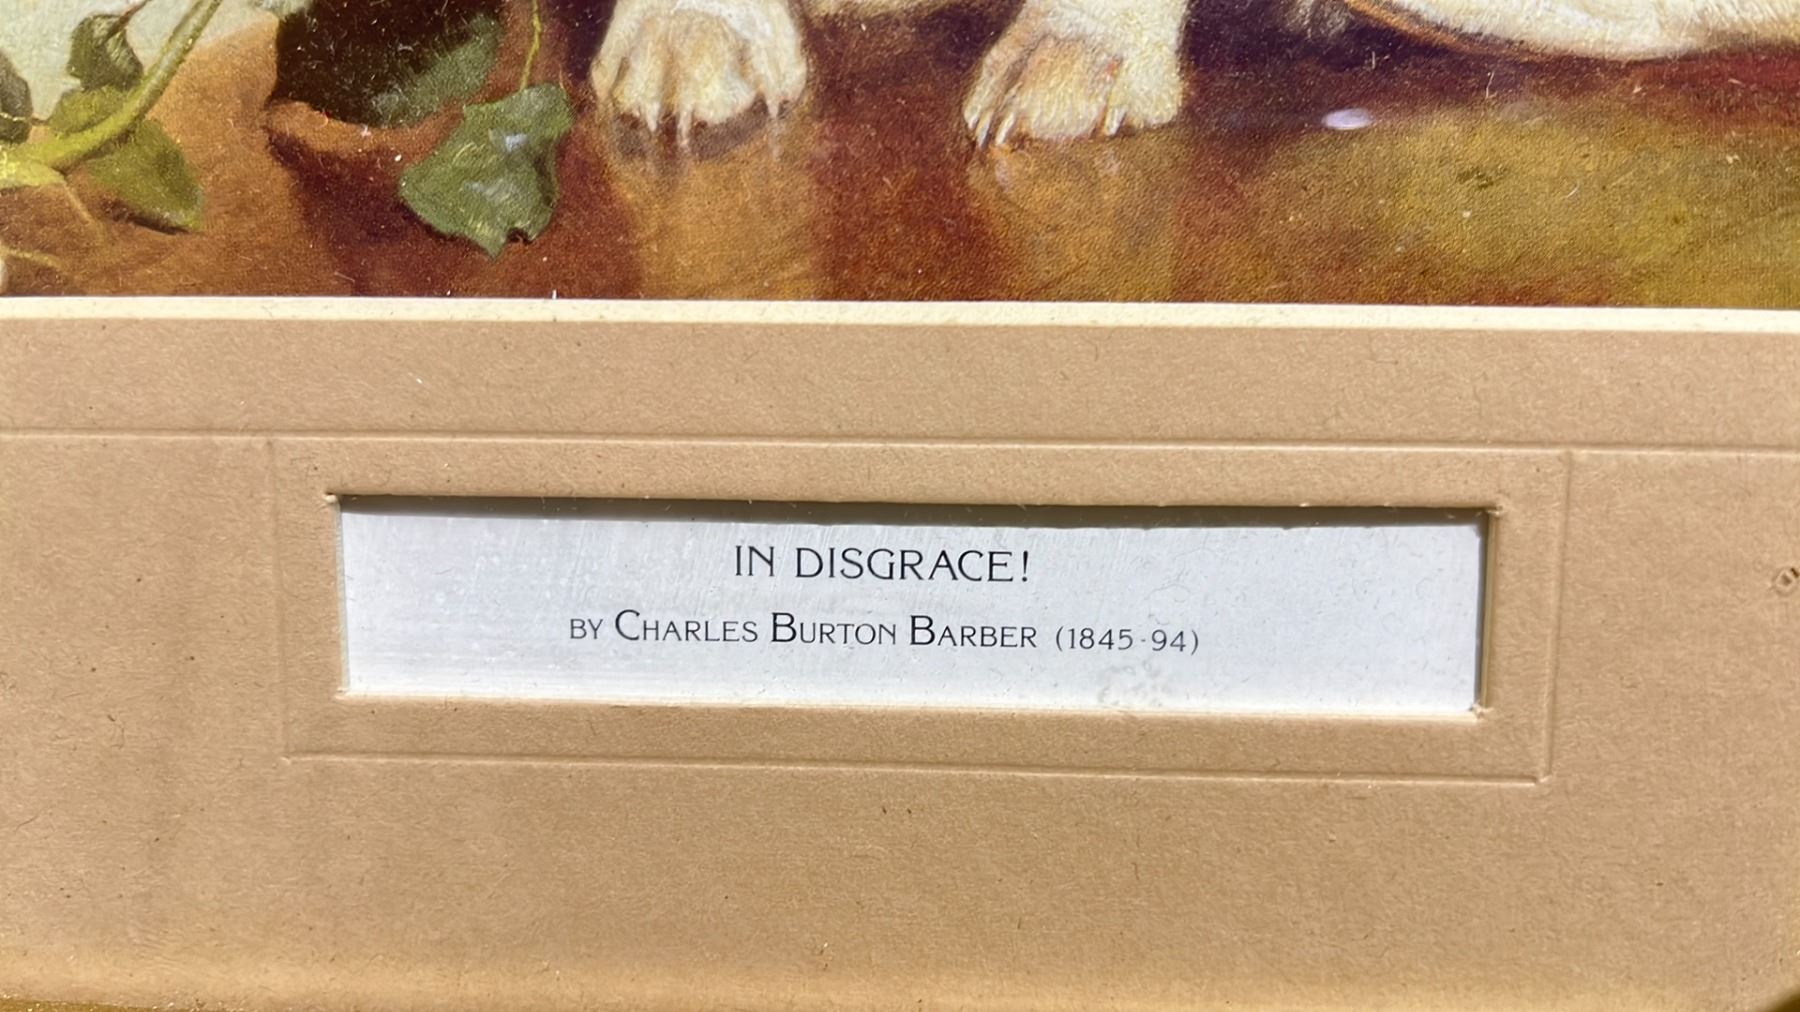 IN DISGRACE!
BY CHARLES BURTON BARBER (1845-94)